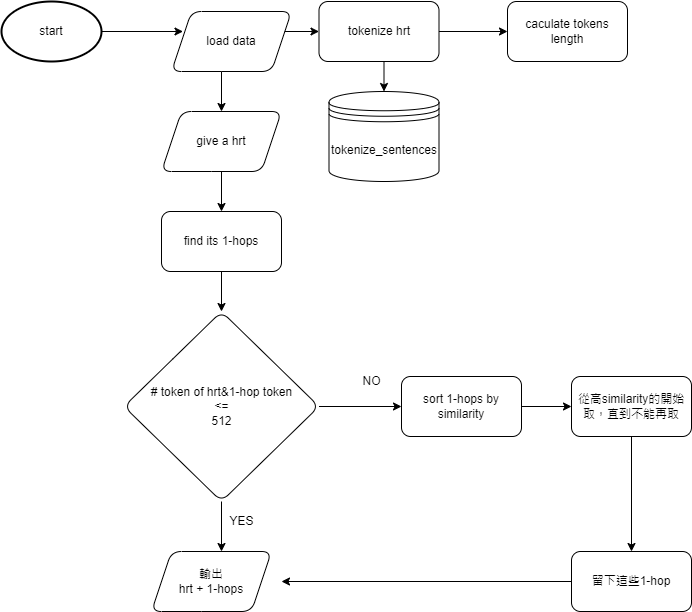 start
load data
tokenize hrt
caculate tokens
length
tokenize_sentences
give a hrt
find its 1-hops
# token of hrt&1-hop token
<=
512
NO
sort 1-hops by
similarity
從高similarity的開始
取，直到不能再取
YES
輸出
hrt + 1-hops
留下這些1-hop